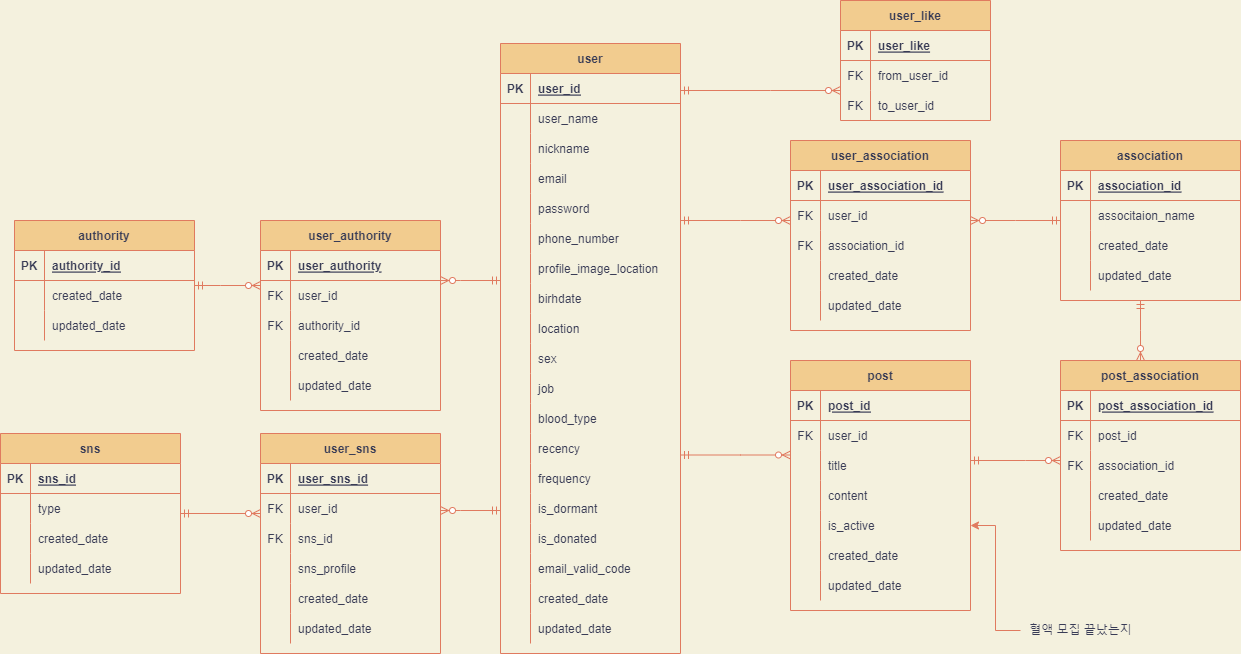 user_like
PK user_like
FK from_user_id
FK to_user_id
user
PK user_id
user_name
nickname
email
password
phone_number
profile_image_location
birhdate
location
sex
job
blood_type
recency
frequency
is_dormant
is_donated
email_valid_code
created_date
updated_date
user_association
PK user_association_id
FK user_id
FK association_id
created_date
updated_date
association
PK association_id
associtaion_name
created_date
updated_date
authority
PK authority_id
created_date
updated_date
user_authority
PK user_authority
FK user_id
FK authority_id
created_date
updated_date
post
PK post_id
FK user_id
title
content
is_active
created_date
updated_date
post_association
PK post_association_id
FK post_id
FK association_id
created_date
updated_date
sns
PK sns_id
type
created_date
updated_date
user_sns
PK user_sns_id
FK user_id
FK sns_id
sns_profile
created_date
updated_date
혈액 모집 끝났는지